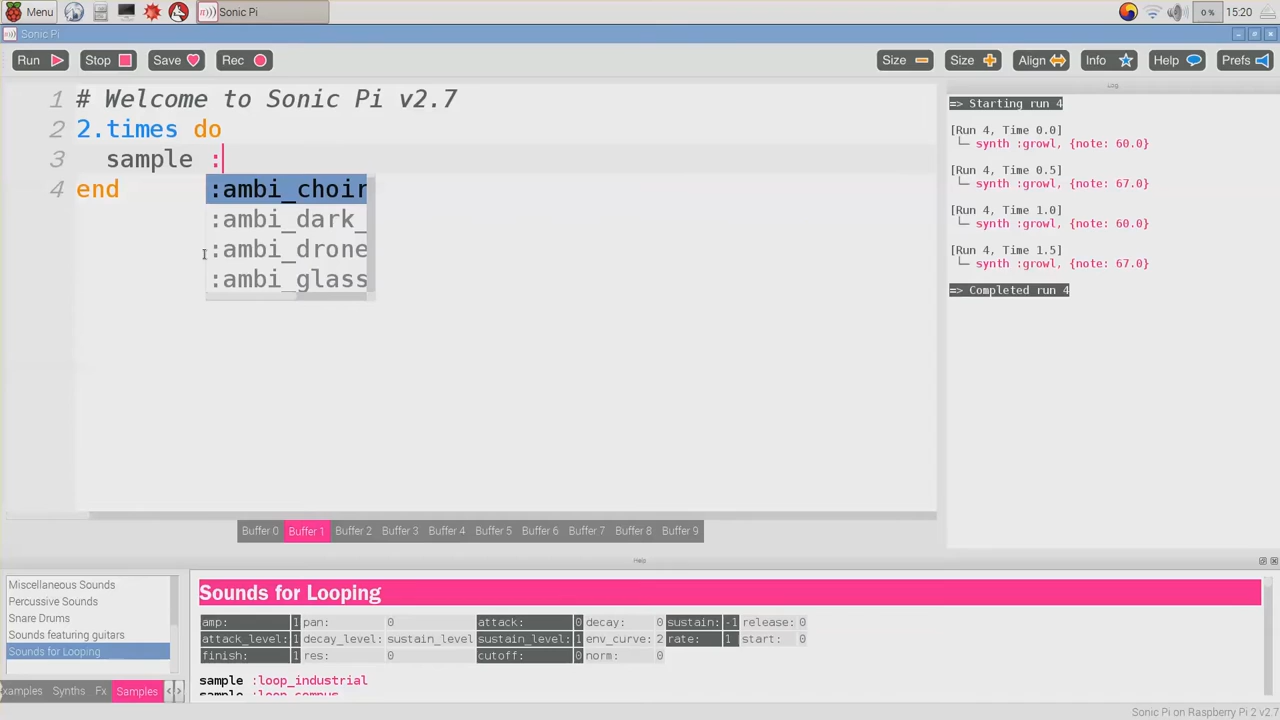 Menu
Sonic Pi
0 %
15:20
Sonic Pi
Run
Stop
Save
Rec
Size
Size
Align
Info
Help
Prefs
1 # Welcome to Sonic Pi v2.7
2 2.times do
3 sample :
4 end
:ambi_choir
:ambi_dark_
:ambi_drone
:ambi_glass
Log
=> Starting run 4
[Run 4, Time 0.0]
└─ synth :growl, {note: 60.0}
[Run 4, Time 0.5]
└─ synth :growl, {note: 67.0}
[Run 4, Time 1.0]
└─ synth :growl, {note: 60.0}
[Run 4, Time 1.5]
└─ synth :growl, {note: 67.0}
=> Completed run 4
Buffer 0 Buffer 1 Buffer 2 Buffer 3 Buffer 4 Buffer 5 Buffer 6 Buffer 7 Buffer 8 Buffer 9
Help
Miscellaneous Sounds
Percussive Sounds
Snare Drums
Sounds featuring guitars
Sounds for Looping
xamples Synths Fx Samples
Sounds for Looping
amp: 1 pan: 0 attack: 0 decay: 0 sustain: -1 release: 0
attack_level: 1 decay_level: sustain_level sustain_level: 1 env_curve: 2 rate: 1 start: 0
finish: 1 res: 0 cutoff: 0 norm: 0
sample :loop_industrial
sample :loop_compus
Sonic Pi on Raspberry Pi 2 v2.7